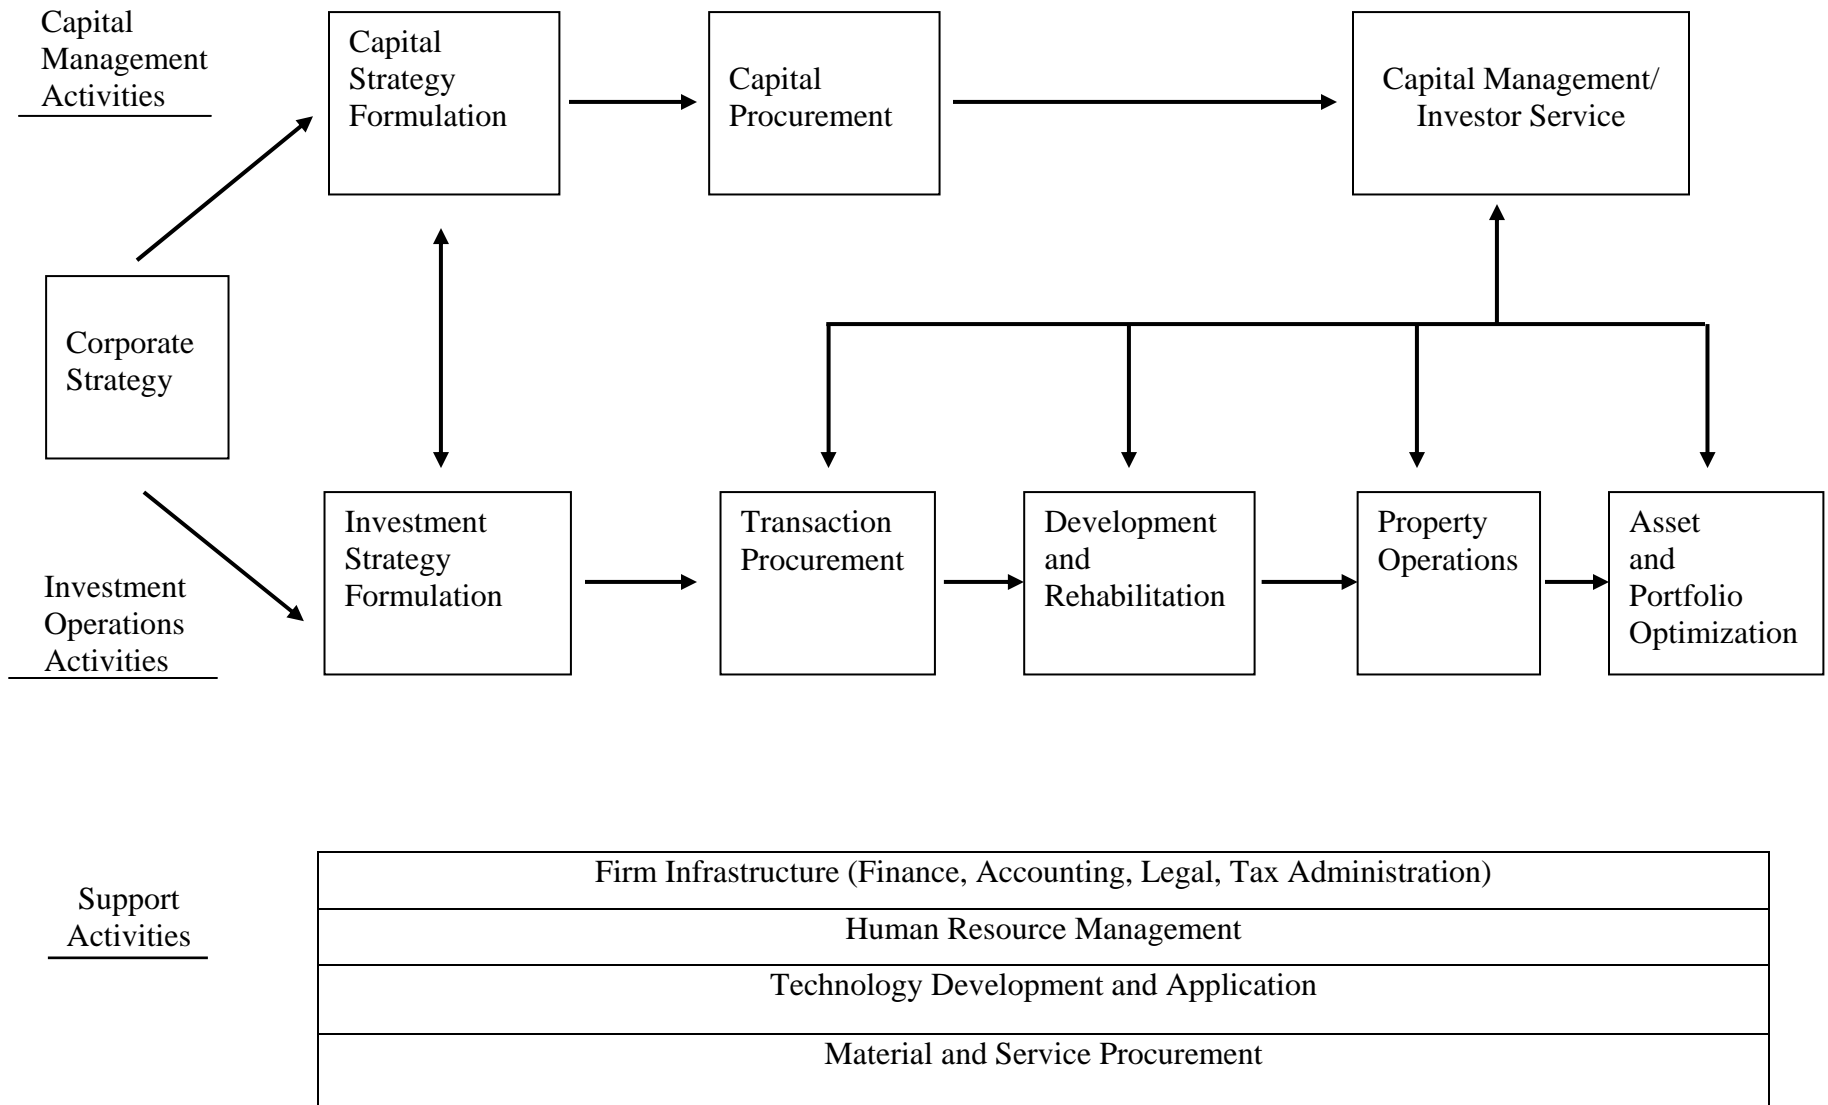 Capital
Management
Activities
Capital
Strategy
Formulation
Capital
Procurement
Capital Management/
Investor Service
Corporate
Strategy
Investment
Operations
Activities
Investment
Strategy
Formulation
Transaction
Procurement
Development
and
Rehabilitation
Property
Operations
Asset
and
Portfolio
Optimization
Support
Activities
Firm Infrastructure (Finance, Accounting, Legal, Tax Administration)
Human Resource Management
Technology Development and Application
Material and Service Procurement